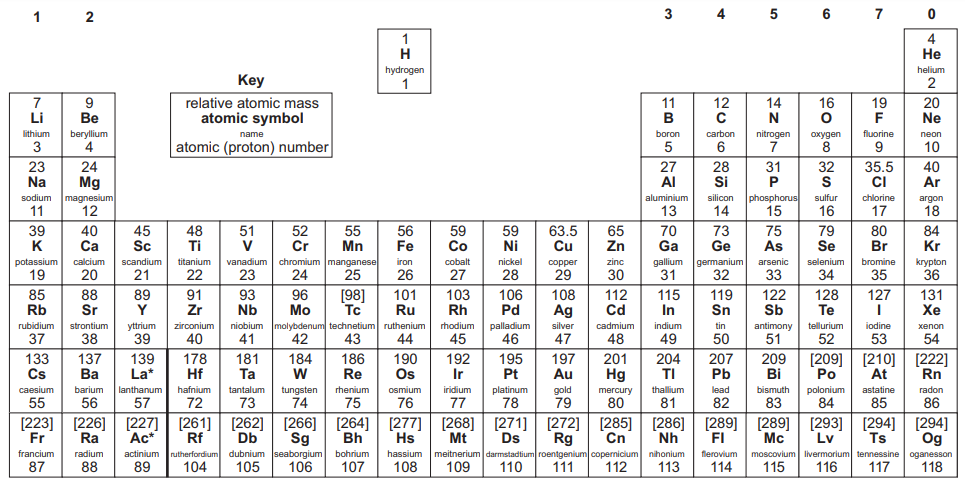 1 2 3 4 5 6 7 0
1 4
H He
hydrogen helium
1 2
Key
relative atomic mass
atomic symbol
name
atomic (proton) number
7 9 11 12 14 16 19 20
Li Be B C N O F Ne
lithium beryllium boron carbon nitrogen oxygen fluorine neon
3 4 5 6 7 8 9 10
23 24 27 28 31 32 35.5 40
Na Mg Al Si P S Cl Ar
sodium magnesium aluminium silicon phosphorus sulfur chlorine argon
11 12 13 14 15 16 17 18
39 40 45 48 51 52 55 56 59 59 63.5 65 70 73 75 79 80 84
K Ca Sc Ti V Cr Mn Fe Co Ni Cu Zn Ga Ge As Se Br Kr
potassium calcium scandium titanium vanadium chromium manganese iron cobalt nickel copper zinc gallium germanium arsenic selenium bromine krypton
19 20 21 22 23 24 25 26 27 28 29 30 31 32 33 34 35 36
85 88 89 91 93 96 [98] 101 103 106 108 112 115 119 122 128 127 131
Rb Sr Y Zr Nb Mo Tc Ru Rh Pd Ag Cd In Sn Sb Te I Xe
rubidium strontium yttrium zirconium niobium molybdenum technetium ruthenium rhodium palladium silver cadmium indium tin antimony tellurium iodine xenon
37 38 39 40 41 42 43 44 45 46 47 48 49 50 51 52 53 54
133 137 139 178 181 184 186 190 192 195 197 201 204 207 209 [209] [210] [222]
Cs Ba La* Hf Ta W Re Os Ir Pt Au Hg Tl Pb Bi Po At Rn
caesium barium lanthanum hafnium tantalum tungsten rhenium osmium iridium platinum gold mercury thallium lead bismuth polonium astatine radon
55 56 57 72 73 74 75 76 77 78 79 80 81 82 83 84 85 86
[223] [226] [227] [261] [262] [266] [264] [277] [268] [271] [272] [285] [286] [289] [289] [293] [294] [294]
Fr Ra Ac* Rf Db Sg Bh Hs Mt Ds Rg Cn Nh Fl Mc Lv Ts Og
francium radium actinium rutherfordium dubnium seaborgium bohrium hassium meitnerium darmstadtium roentgenium copernicium nihonium flerovium moscovium livermorium tennessine oganesson
87 88 89 104 105 106 107 108 109 110 111 112 113 114 115 116 117 118